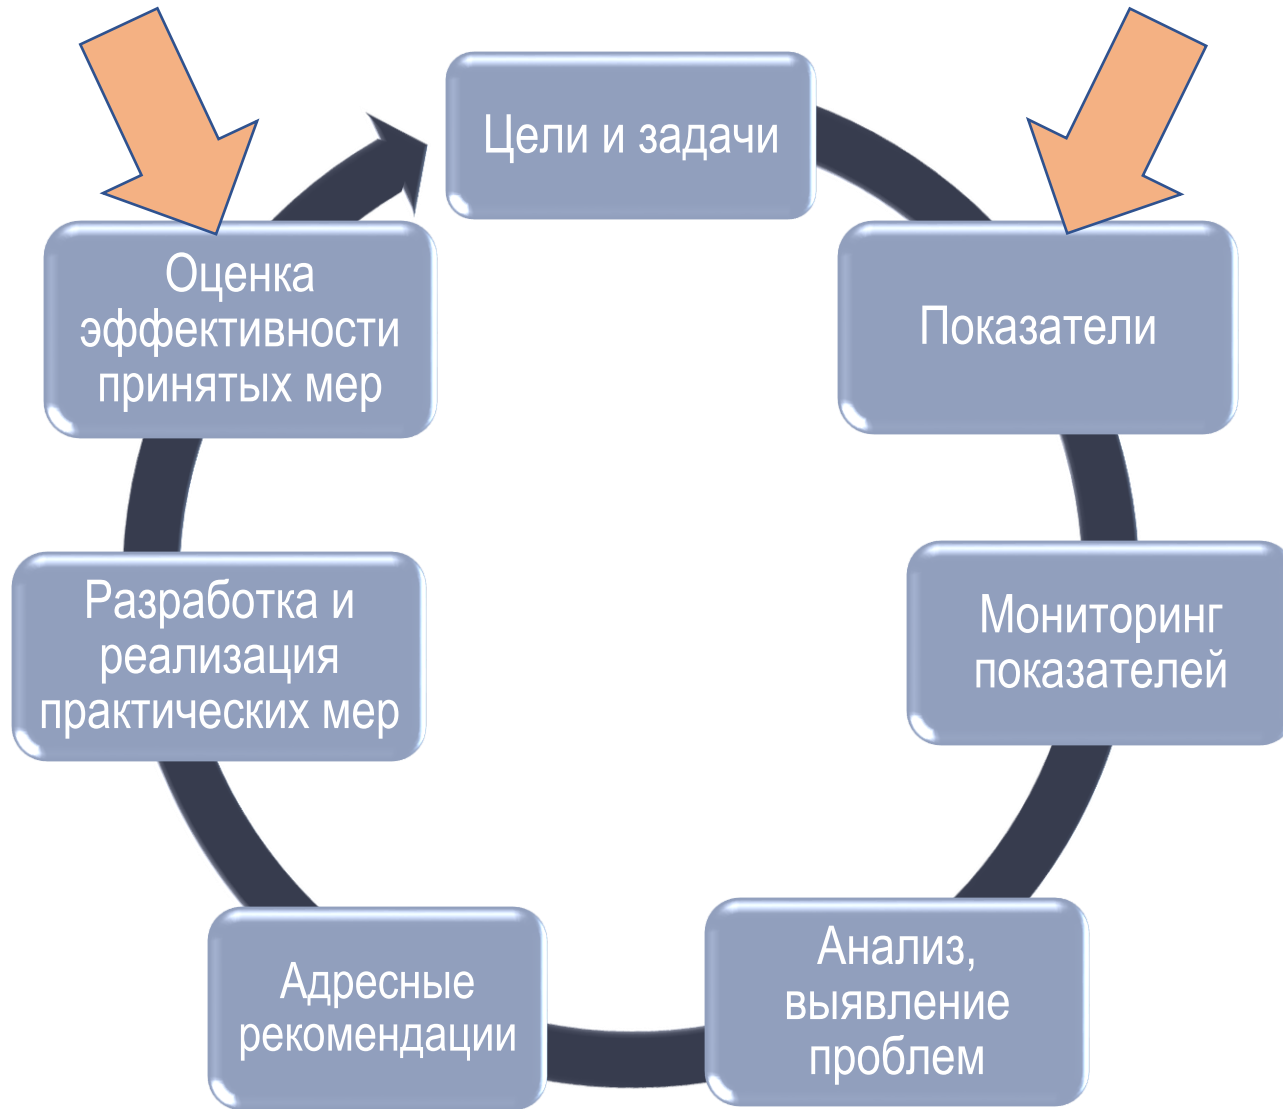 Цели и задачи
Показатели
Мониторинг
показателей
Анализ,
выявление
проблем
Адресные
рекомендации
Разработка и
реализация
практических мер
Оценка
эффективности
принятых мер